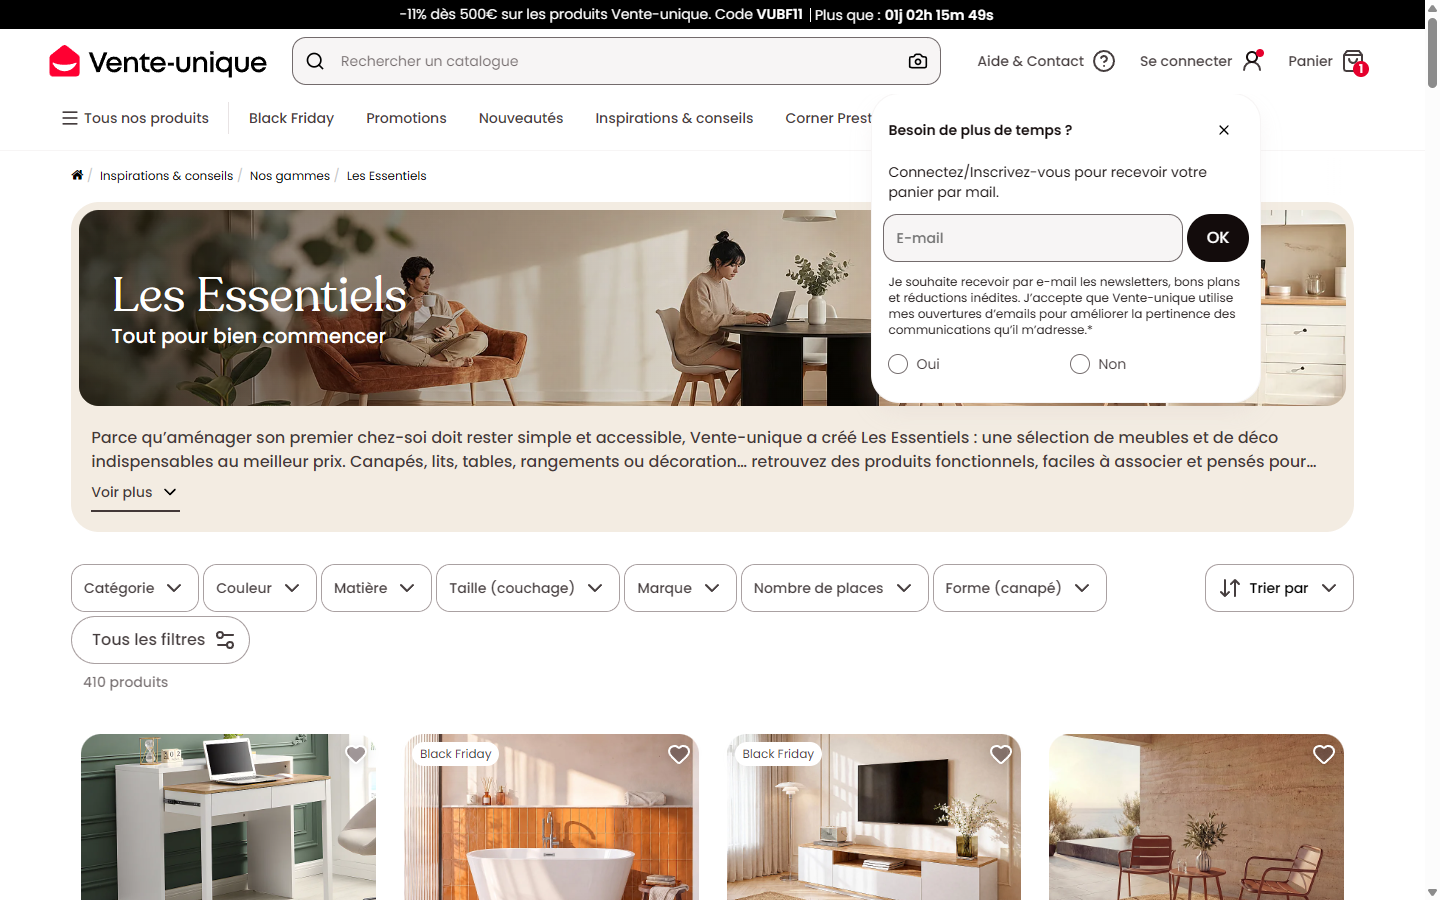 -11% dès 500€ sur les produits Vente-unique. Code VUBF11 | Plus que : 01j 02h 15m 49s
Vente-unique
Rechercher un catalogue
Aide & Contact
Se connecter
Panier
1
Tous nos produits
Black Friday
Promotions
Nouveautés
Inspirations & conseils
Corner Prest
Besoin de plus de temps ?
Connectez/Inscrivez-vous pour recevoir votre
panier par mail.
E-mail
OK
Je souhaite recevoir par e-mail les newsletters, bons plans
et réductions inédites. J’accepte que Vente-unique utilise
mes ouvertures d’emails pour améliorer la pertinence des
communications qu’il m’adresse.*
Oui
Non
/ Inspirations & conseils / Nos gammes / Les Essentiels
Les Essentiels
Tout pour bien commencer
Parce qu’aménager son premier chez-soi doit rester simple et accessible, Vente-unique a créé Les Essentiels : une sélection de meubles et de déco
indispensables au meilleur prix. Canapés, lits, tables, rangements ou décoration... retrouvez des produits fonctionnels, faciles à associer et pensés pour...
Voir plus
Catégorie
Couleur
Matière
Taille (couchage)
Marque
Nombre de places
Forme (canapé)
Trier par
Tous les filtres
410 produits
Black Friday
Black Friday